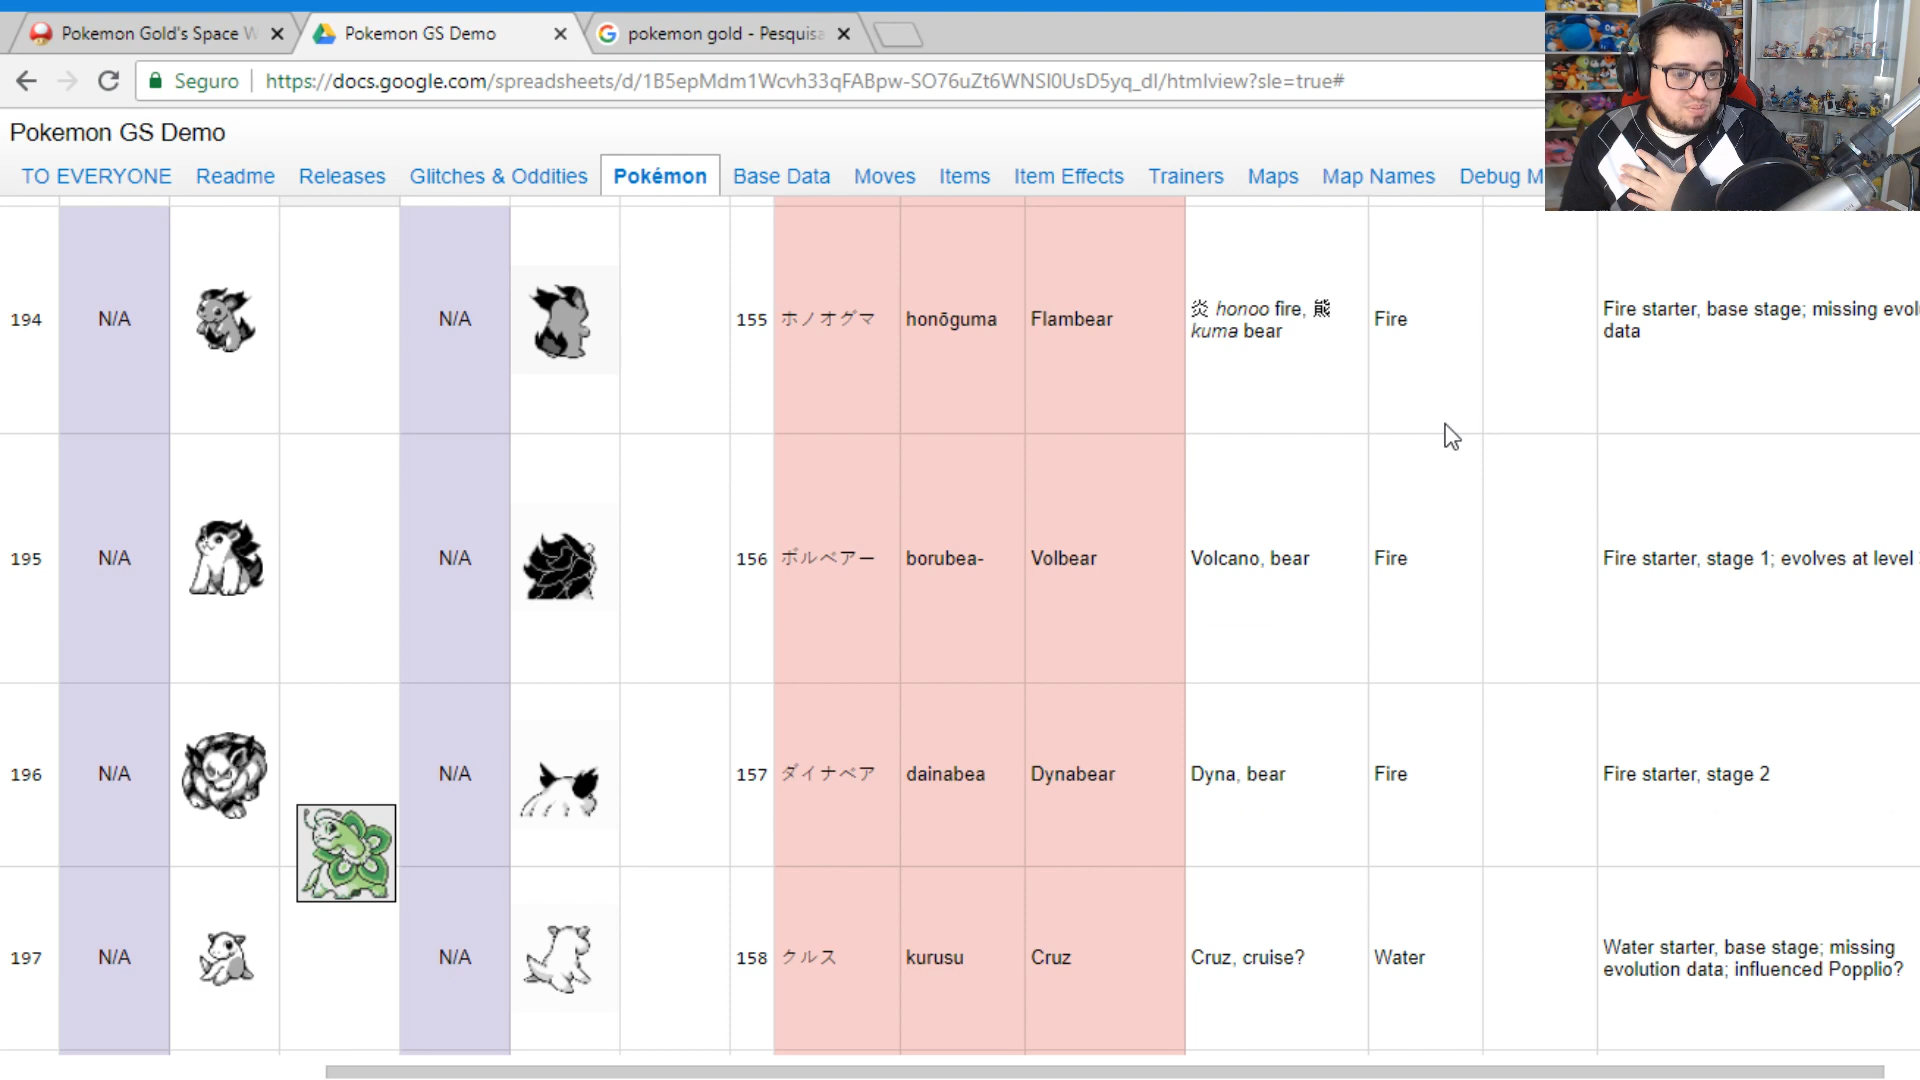 Pokemon Gold's Space W
Pokemon GS Demo
pokemon gold - Pesquisa
Seguro https://docs.google.com/spreadsheets/d/1B5epMdm1Wcvh33qFABpw-SO76uZt6WNSl0UsD5yq_dI/htmlview?sle=true#
Pokemon GS Demo
TO EVERYONE Readme Releases Glitches & Oddities Pokémon Base Data Moves Items Item Effects Trainers Maps Map Names Debug M
194 N/A N/A 155 ホノオグマ honōguma Flambear 炎 honoo fire, 熊 Fire Fire starter, base stage; missing evol
kuma bear data
195 N/A N/A 156 ボルベアー borubea- Volbear Volcano, bear Fire Fire starter, stage 1; evolves at level
196 N/A N/A 157 ダイナベア dainabea Dynabear Dyna, bear Fire Fire starter, stage 2
197 N/A N/A 158 クルス kurusu Cruz Cruz, cruise? Water Water starter, base stage; missing
evolution data; influenced Popplio?